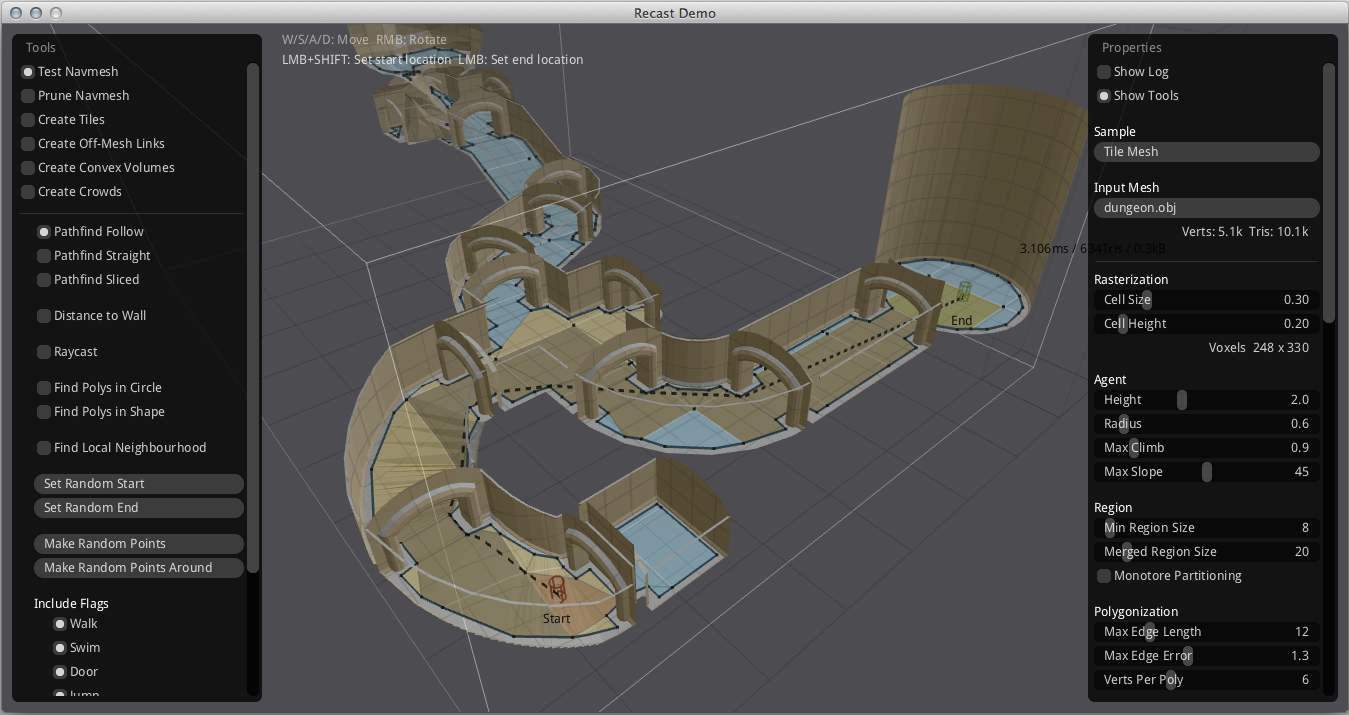 Recast Demo
Tools
Test Navmesh
Prune Navmesh
Create Tiles
Create Off-Mesh Links
Create Convex Volumes
Create Crowds
Pathfind Follow
Pathfind Straight
Pathfind Sliced
Distance to Wall
Raycast
Find Polys in Circle
Find Polys in Shape
Find Local Neighbourhood
Set Random Start
Set Random End
Make Random Points
Make Random Points Around
Include Flags
Walk
Swim
Door
Jump
W/S/A/D: Move RMB: Rotate
LMB+SHIFT: Set start location LMB: Set end location
3.106ms / 634Tris / 0.3kB
End
Start
Properties
Show Log
Show Tools
Sample
Tile Mesh
Input Mesh
dungeon.obj
Verts: 5.1k Tris: 10.1k
Rasterization
Cell Size 0.30
Cell Height 0.20
Voxels 248 x 330
Agent
Height 2.0
Radius 0.6
Max Climb 0.9
Max Slope 45
Region
Min Region Size 8
Merged Region Size 20
Monotore Partitioning
Polygonization
Max Edge Length 12
Max Edge Error 1.3
Verts Per Poly 6